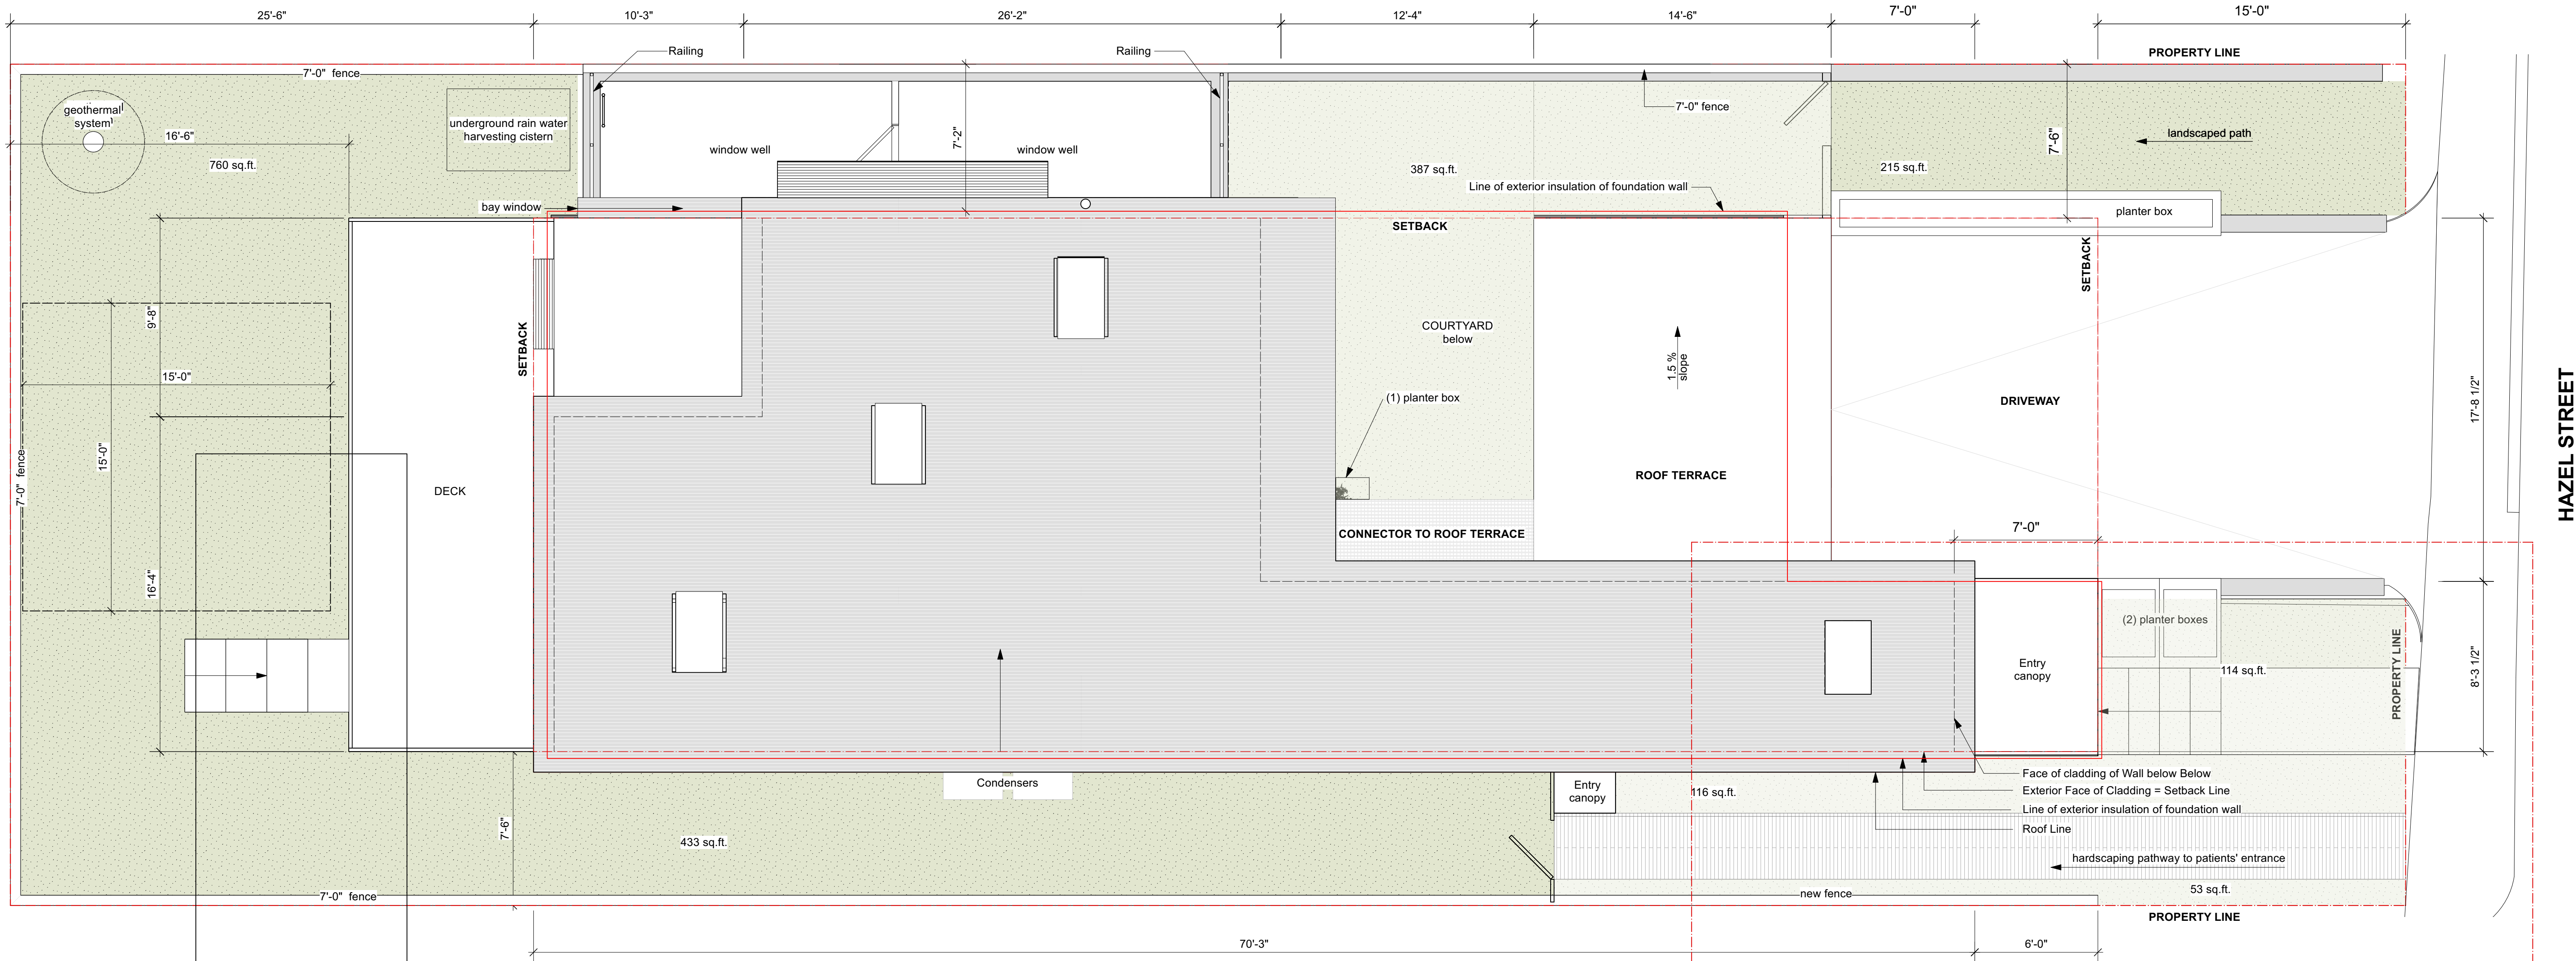 25'-6"
10'-3"
26'-2"
12'-4"
14'-6"
7'-0"
15'-0"
Railing
Railing
PROPERTY LINE
7'-0" fence
geothermal
system
16'-6"
760 sq.ft.
underground rain water
harvesting cistern
window well
window well
7'-2"
7'-0" fence
387 sq.ft.
Line of exterior insulation of foundation wall
7'-6"
landscaped path
215 sq.ft.
bay window
planter box
SETBACK
SETBACK
9'-8"
SETBACK
COURTYARD
below
1.5 %
slope
15'-0"
(1) planter box
DRIVEWAY
17'-8 1/2"
HAZEL STREET
7'-0" fence
15'-0"
DECK
ROOF TERRACE
CONNECTOR TO ROOF TERRACE
7'-0"
16'-4"
(2) planter boxes
Entry
canopy
114 sq.ft.
PROPERTY LINE
8'-3 1/2"
Condensers
Entry
canopy
116 sq.ft.
Face of cladding of Wall below Below
Exterior Face of Cladding = Setback Line
Line of exterior insulation of foundation wall
Roof Line
7'-6"
433 sq.ft.
hardscaping pathway to patients' entrance
7'-0" fence
new fence
53 sq.ft.
PROPERTY LINE
70'-3"
6'-0"